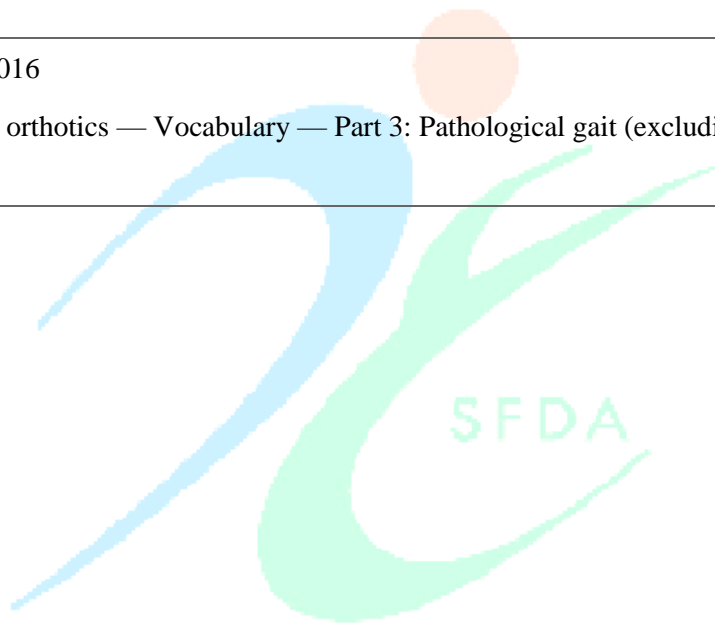 016
orthotics — Vocabulary — Part 3: Pathological gait (excludi
SFDA